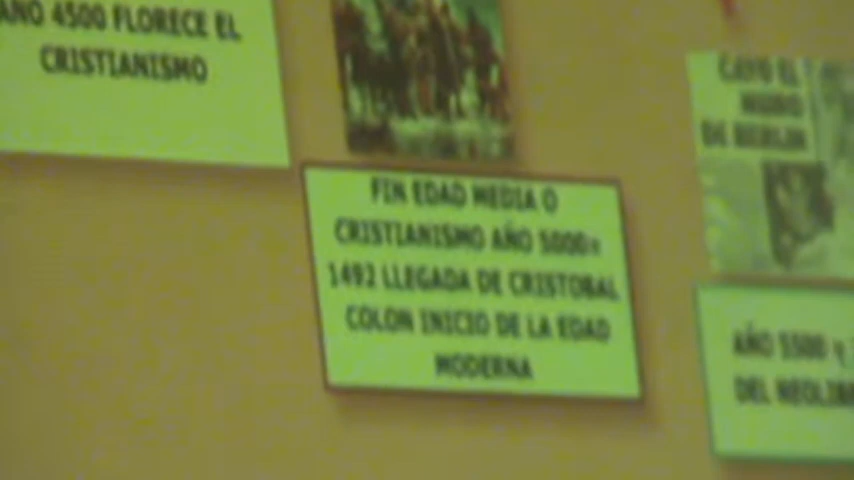 AÑO 4500 FLORECE EL
CRISTIANISMO
FIN EDAD MEDIA O
CRISTIANISMO AÑO 5000=
1492 LLEGADA DE CRISTOBAL
COLON INICIO DE LA EDAD
MODERNA
CAYO EL
MURO
DE BERLIN
AÑO 5500 Y
DEL NEOLIBE